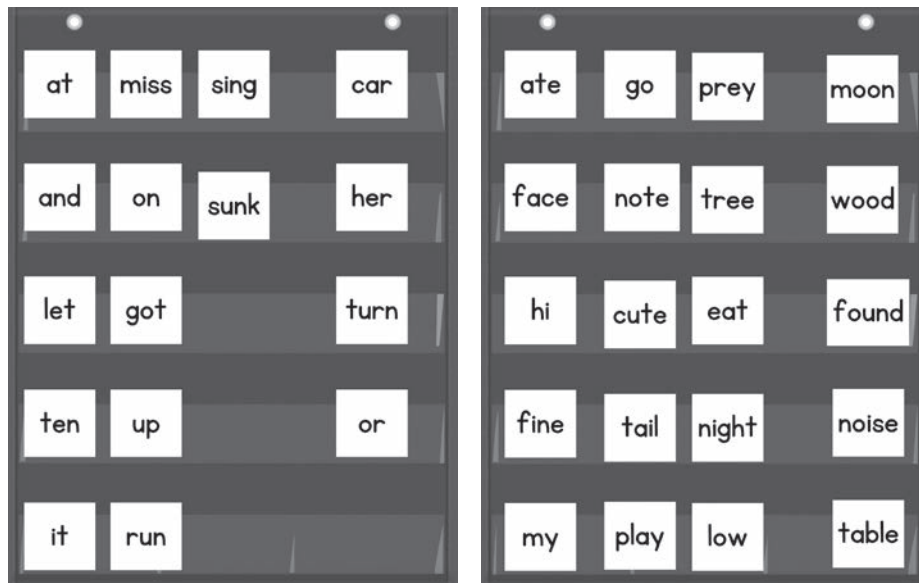 at miss sing car
and on sunk her
let got turn
ten up or
it run
ate go prey moon
face note tree wood
hi cute eat found
fine tail night noise
my play low table